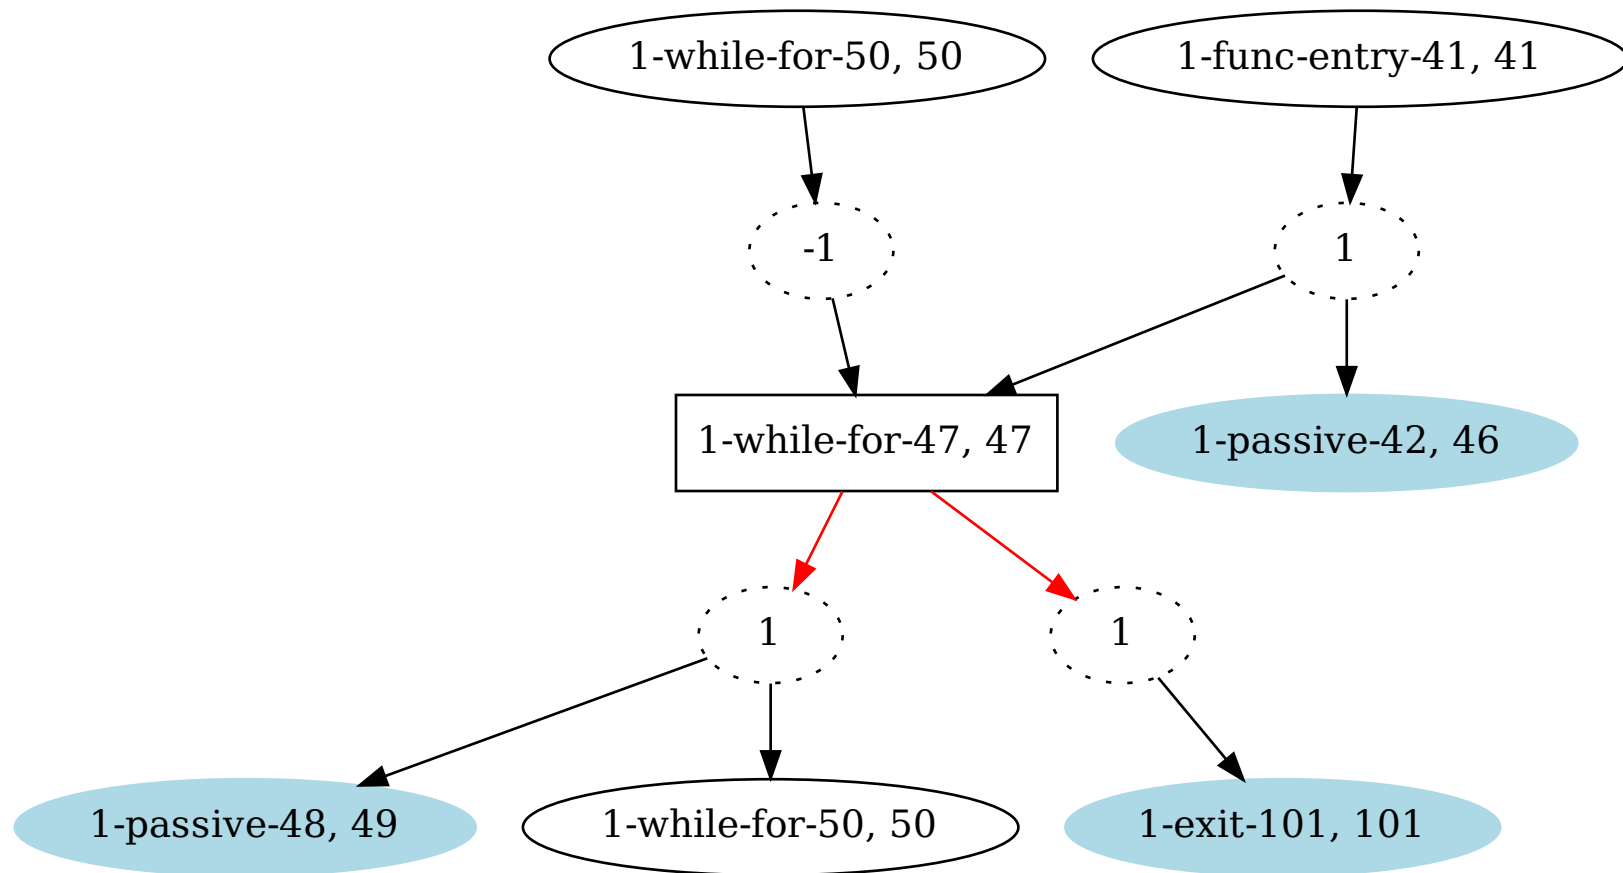 1-while-for-50, 50
1-func-entry-41, 41
-1
1
1-while-for-47, 47
1-passive-42, 46
1
1
1-passive-48, 49
1-while-for-50, 50
1-exit-101, 101